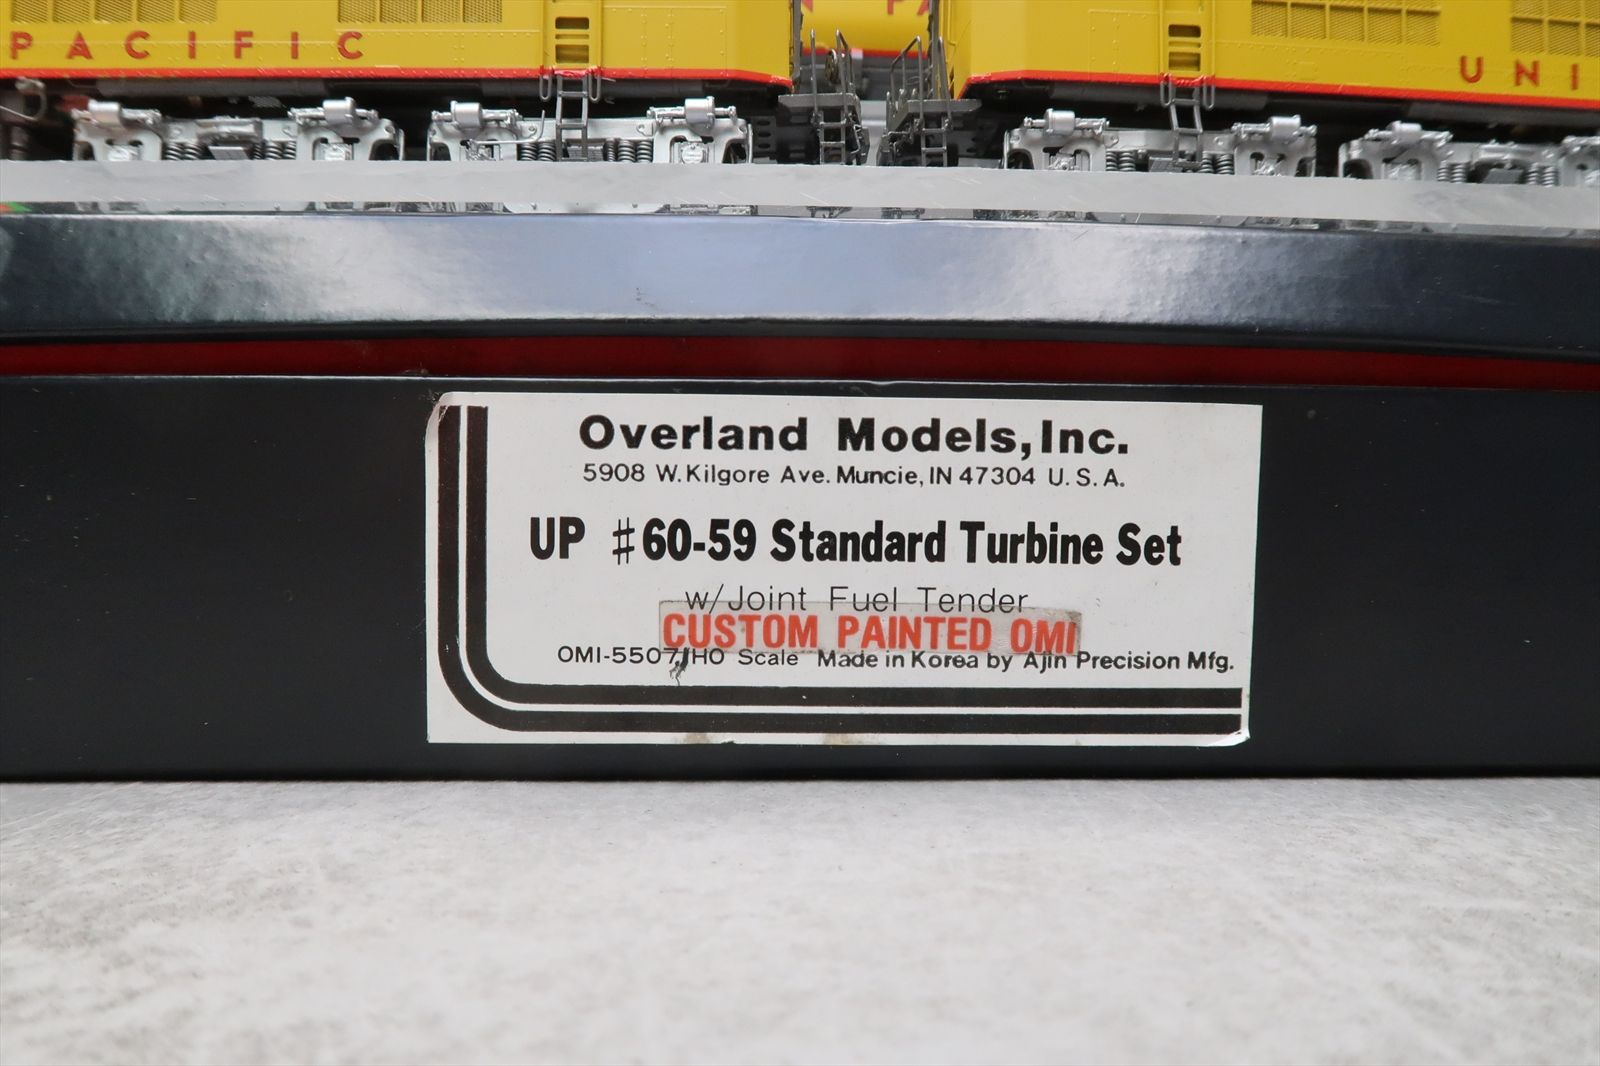 PACIFIC
UNI
Overland Models, Inc.
5908 W. Kilgore Ave. Muncie, IN 47304 U.S.A.
UP #60-59 Standard Turbine Set
w/Joint Fuel Tender
CUSTOM PAINTED OMI
OMI-5507/HO Scale Made in Korea by Ajin Precision Mfg.